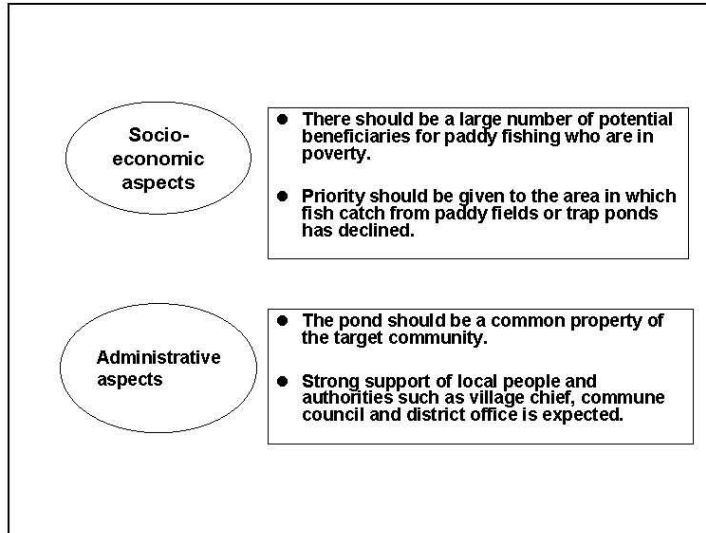 Socio-
economic
aspects
● There should be a large number of potential
beneficiaries for paddy fishing who are in
poverty.
● Priority should be given to the area in which
fish catch from paddy fields or trap ponds
has declined.
Administrative
aspects
● The pond should be a common property of
the target community.
● Strong support of local people and
authorities such as village chief, commune
council and district office is expected.